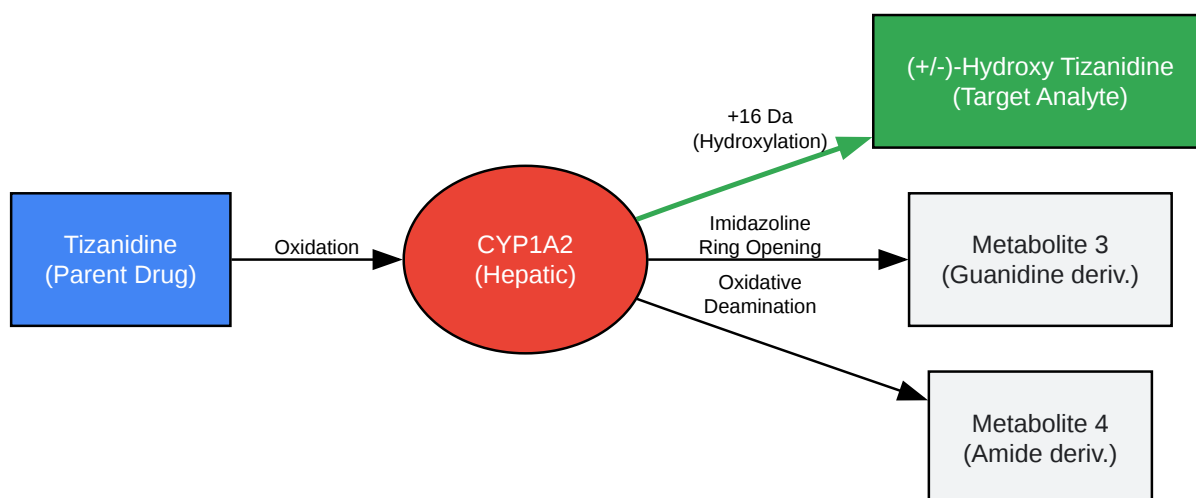 Tizanidine
(Parent Drug)
Oxidation
CYP1A2
(Hepatic)
+16 Da
(Hydroxylation)
(+/-)-Hydroxy Tizanidine
(Target Analyte)
Imidazoline
Ring Opening
Metabolite 3
(Guanidine deriv.)
Oxidative
Deamination
Metabolite 4
(Amide deriv.)